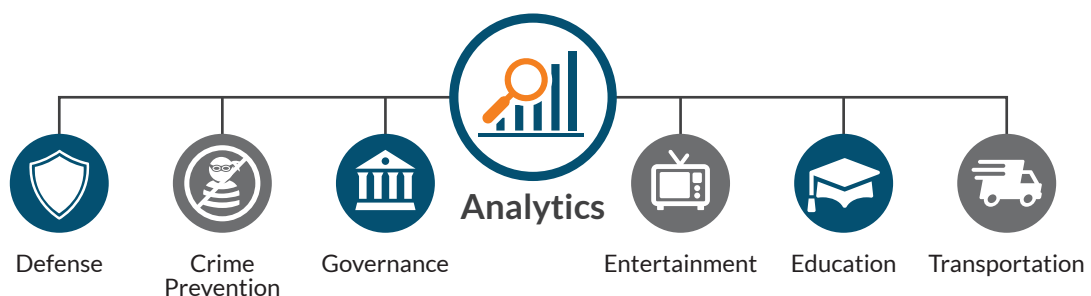 Analytics
Defense
Crime
Prevention
Governance
Entertainment
Education
Transportation